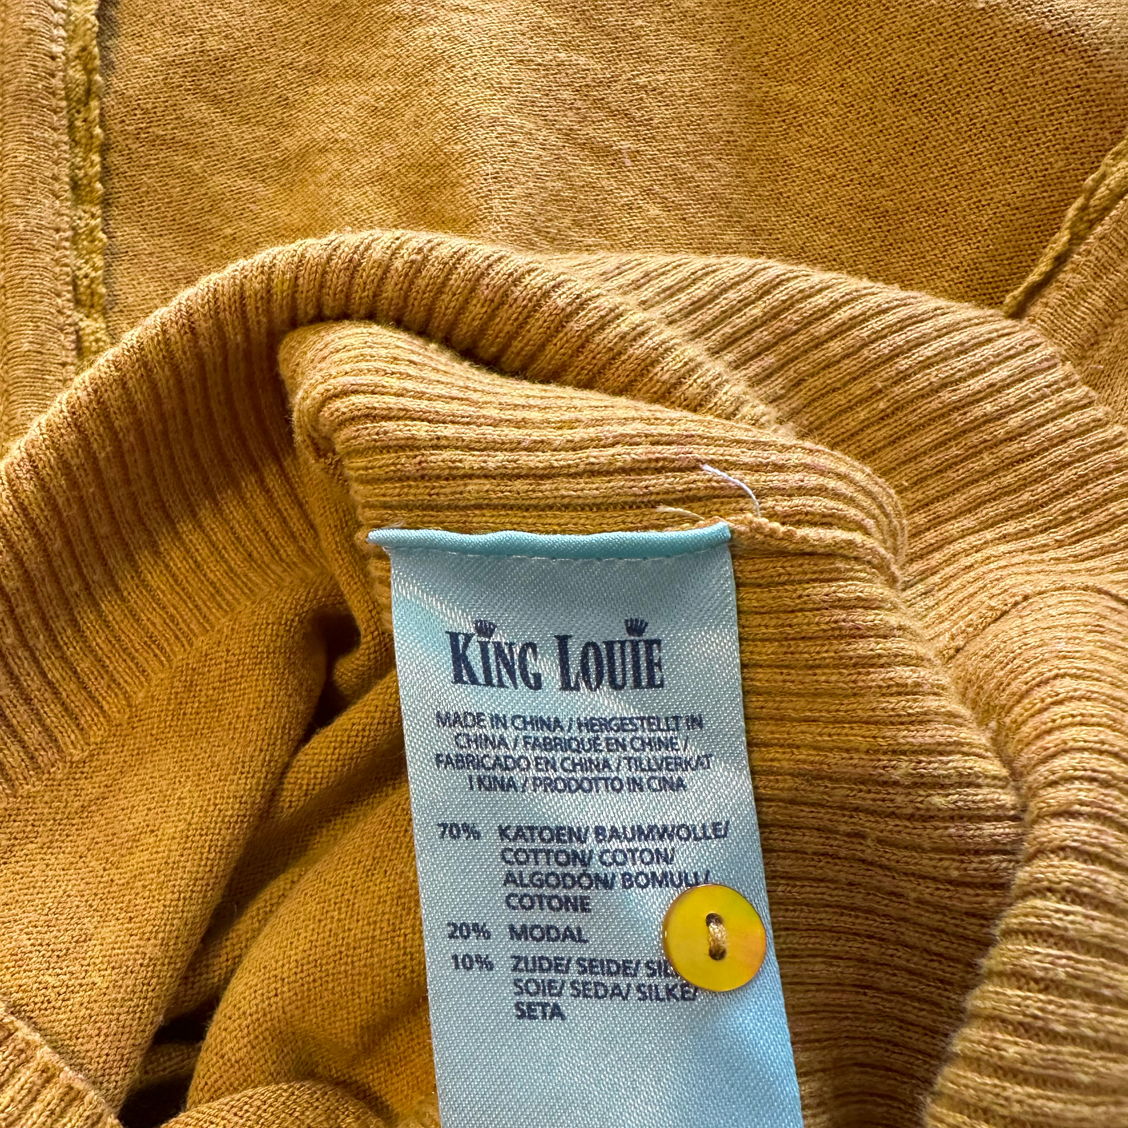 KING LOUIE
MADE IN CHINA / HERGESTELLT IN
CHINA / FABRIQUÉ EN CHINE /
FABRICADO EN CHINA / TILLVERKAT
I KINA / PRODOTTO IN CINA
70% KATOEN/ BAUMWOLLE/
COTTON/ COTON/
ALGODÓN/ BOMULL/
COTONE
20% MODAL
10% ZIJDE/ SEIDE/
SOIE/ SEDA/ SILKE/
SETA